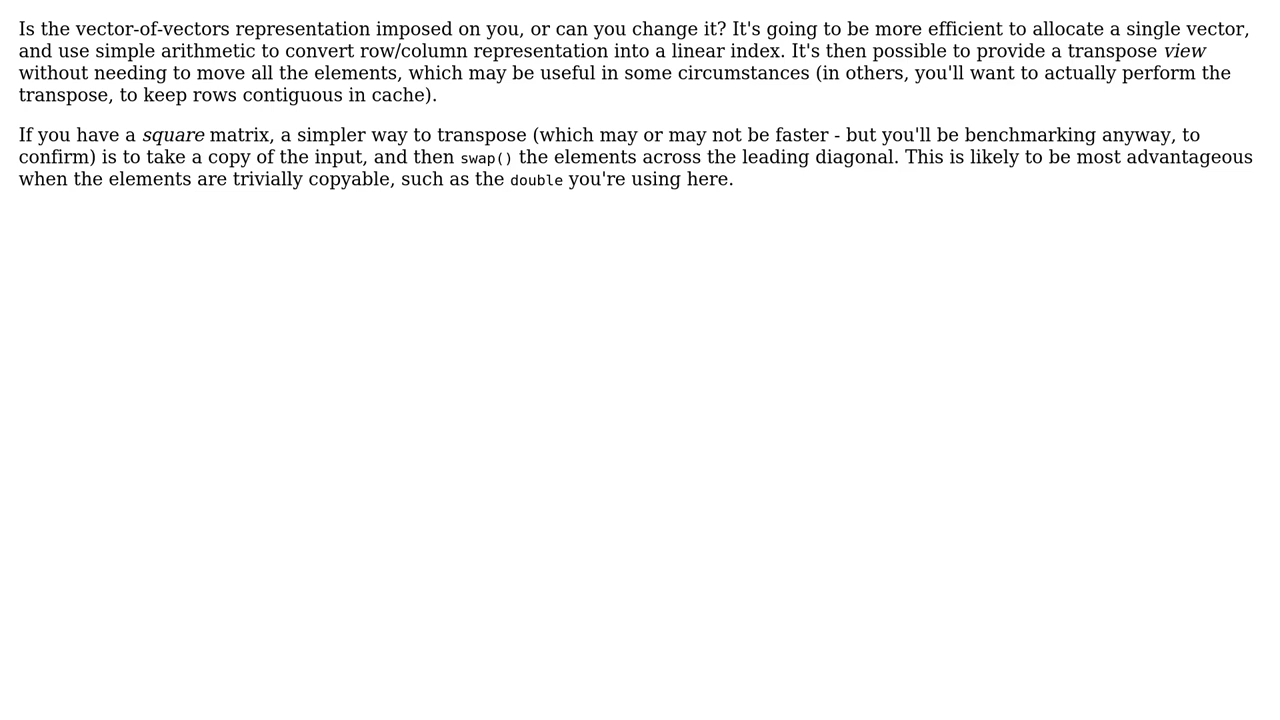 Is the vector-of-vectors representation imposed on you, or can you change it? It's going to be more efficient to allocate a single vector,
and use simple arithmetic to convert row/column representation into a linear index. It's then possible to provide a transpose view
without needing to move all the elements, which may be useful in some circumstances (in others, you'll want to actually perform the
transpose, to keep rows contiguous in cache).
If you have a square matrix, a simpler way to transpose (which may or may not be faster - but you'll be benchmarking anyway, to
confirm) is to take a copy of the input, and then swap() the elements across the leading diagonal. This is likely to be most advantageous
when the elements are trivially copyable, such as the double you're using here.